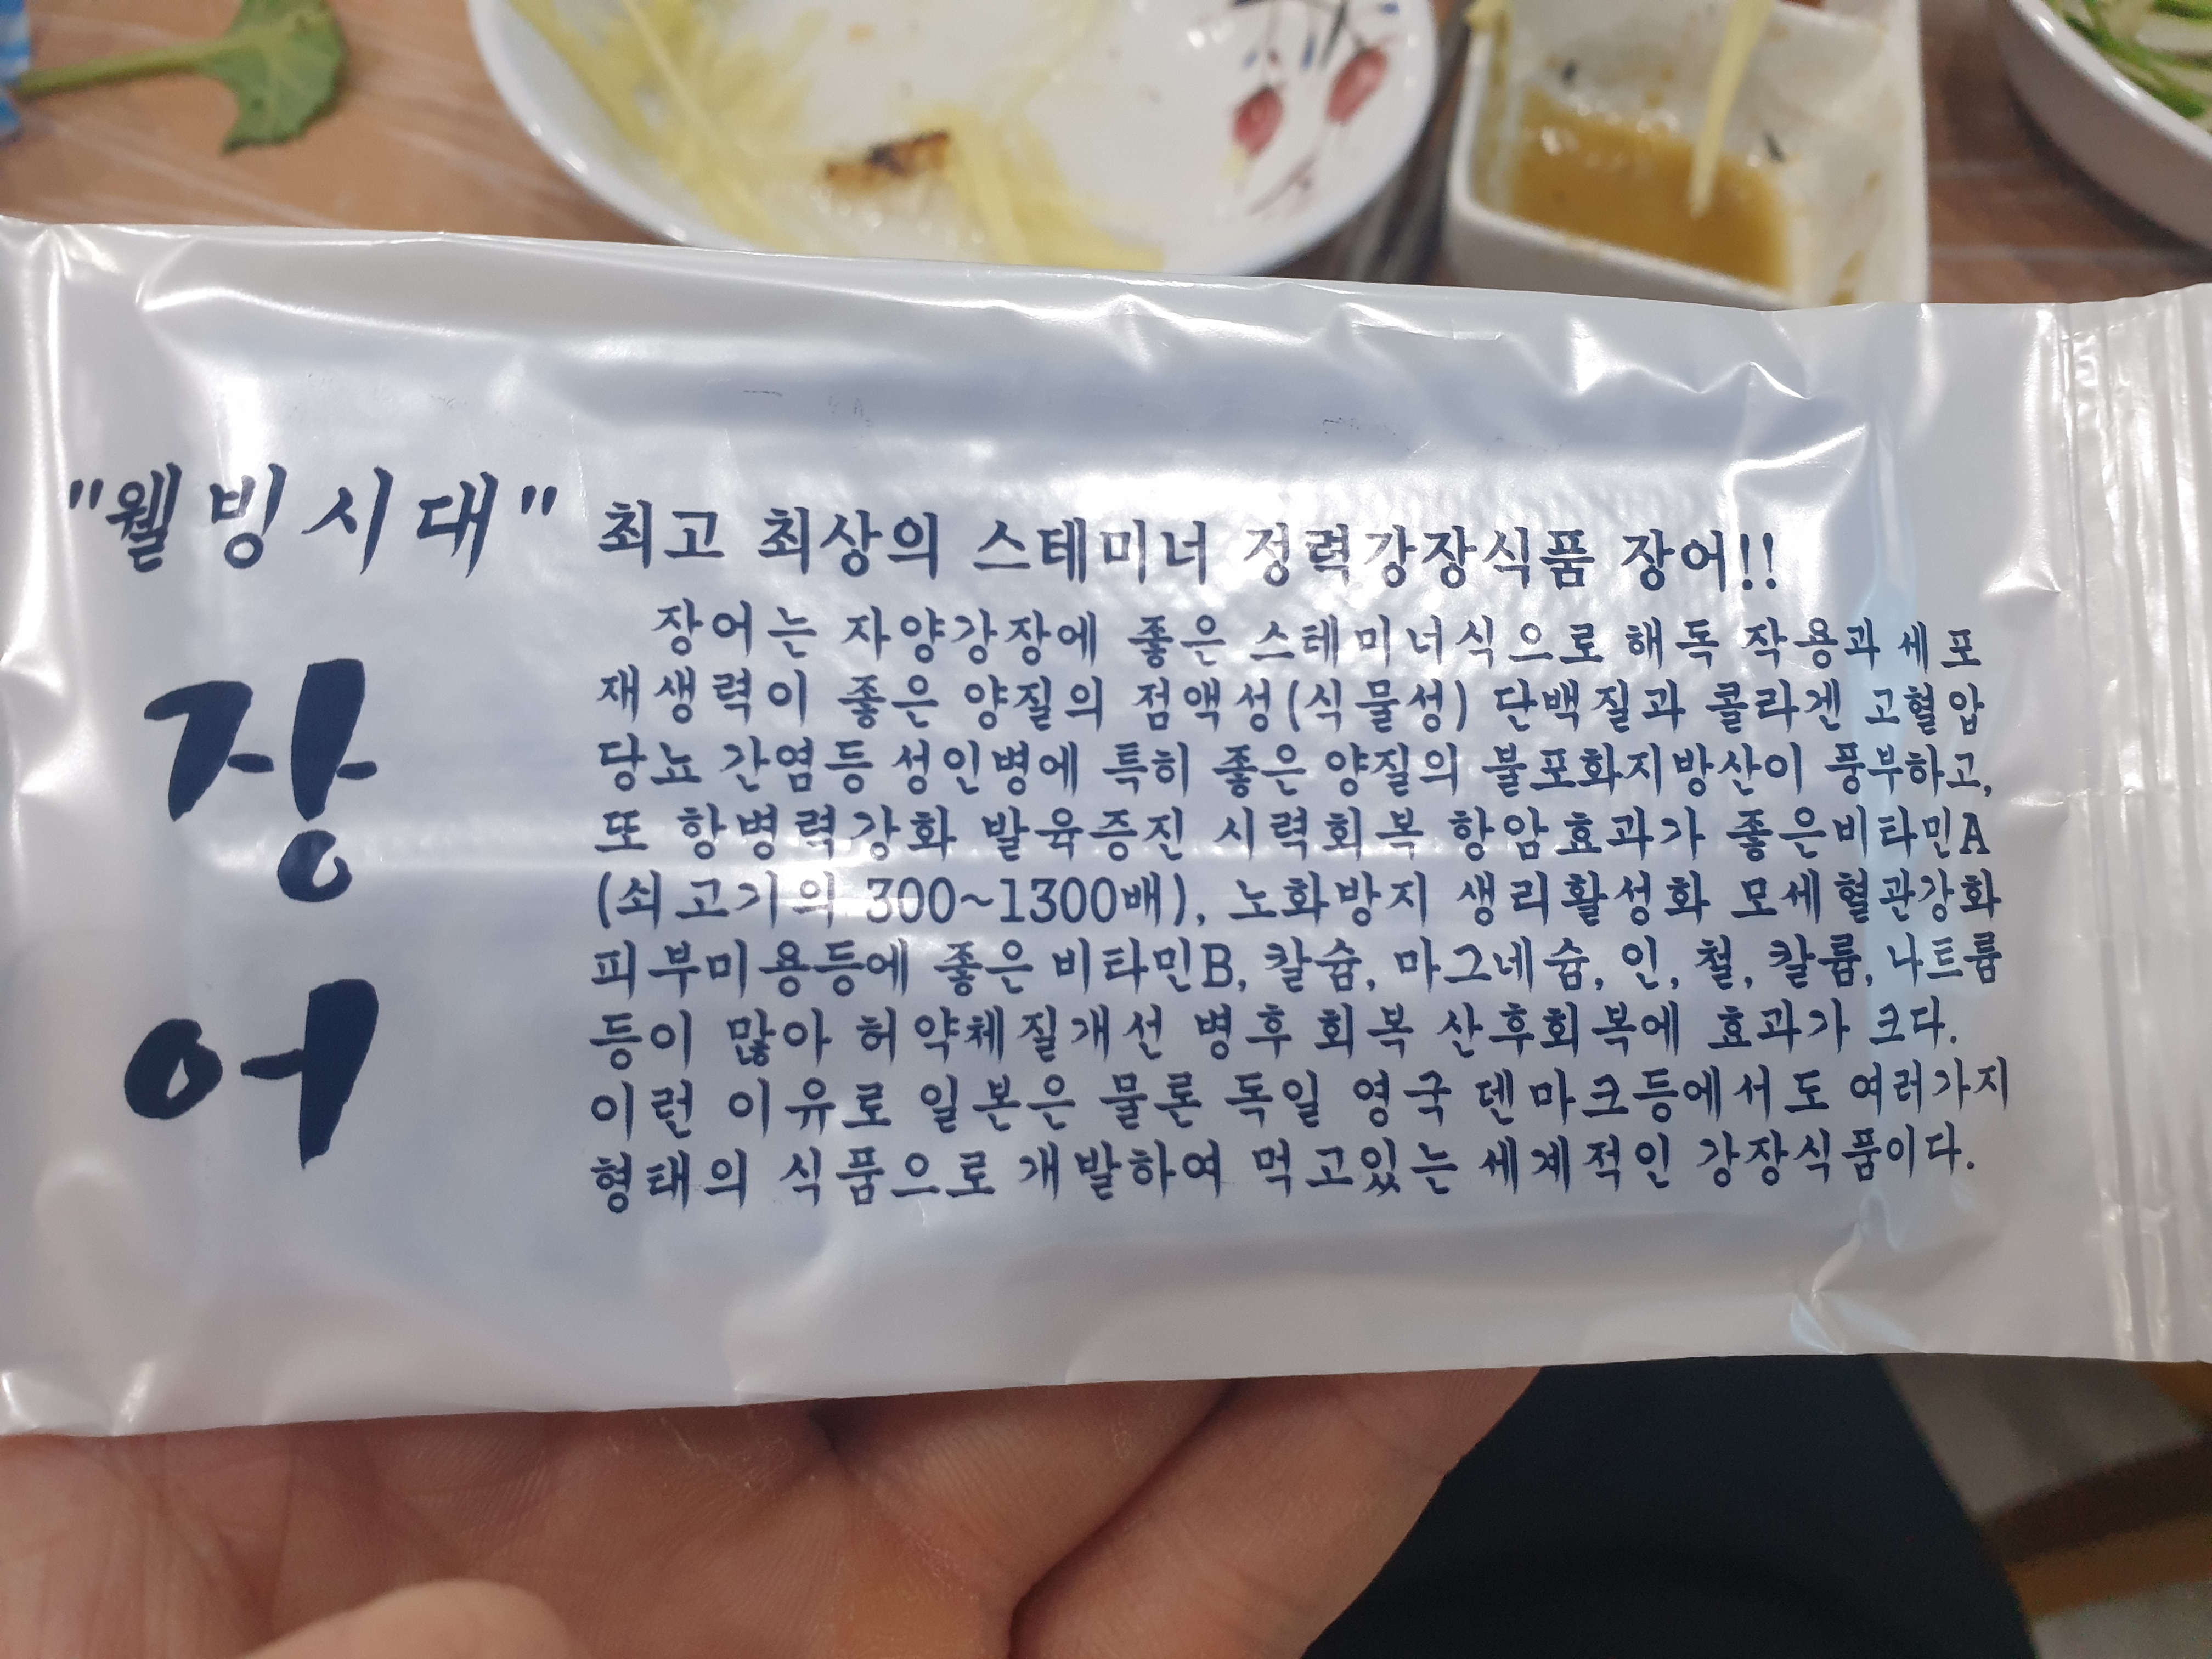 "웰빙시대" 최고 최상의 스테미너 정력강장식품 장어!!
장어
장어는 자양강장에 좋은 스테미너식으로 해독 작용과 세포
재생력이 좋은 양질의 점액성(식물성) 단백질과 콜라겐 고혈압
당뇨 간염등 성인병에 특히 좋은 양질의 불포화지방산이 풍부하고,
또 항병력강화 발육증진 시력회복 항암효과가 좋은비타민A
(쇠고기의 300~1300배), 노화방지 생리활성화 모세혈관강화
피부미용등에 좋은 비타민B, 칼슘, 마그네슘, 인, 철, 칼륨, 나트륨
등이 많아 허약체질개선 병후 회복 산후회복에 효과가 크다.
이런 이유로 일본은 물론 독일 영국 덴마크등에서도 여러가지
형태의 식품으로 개발하여 먹고있는 세계적인 강장식품이다.